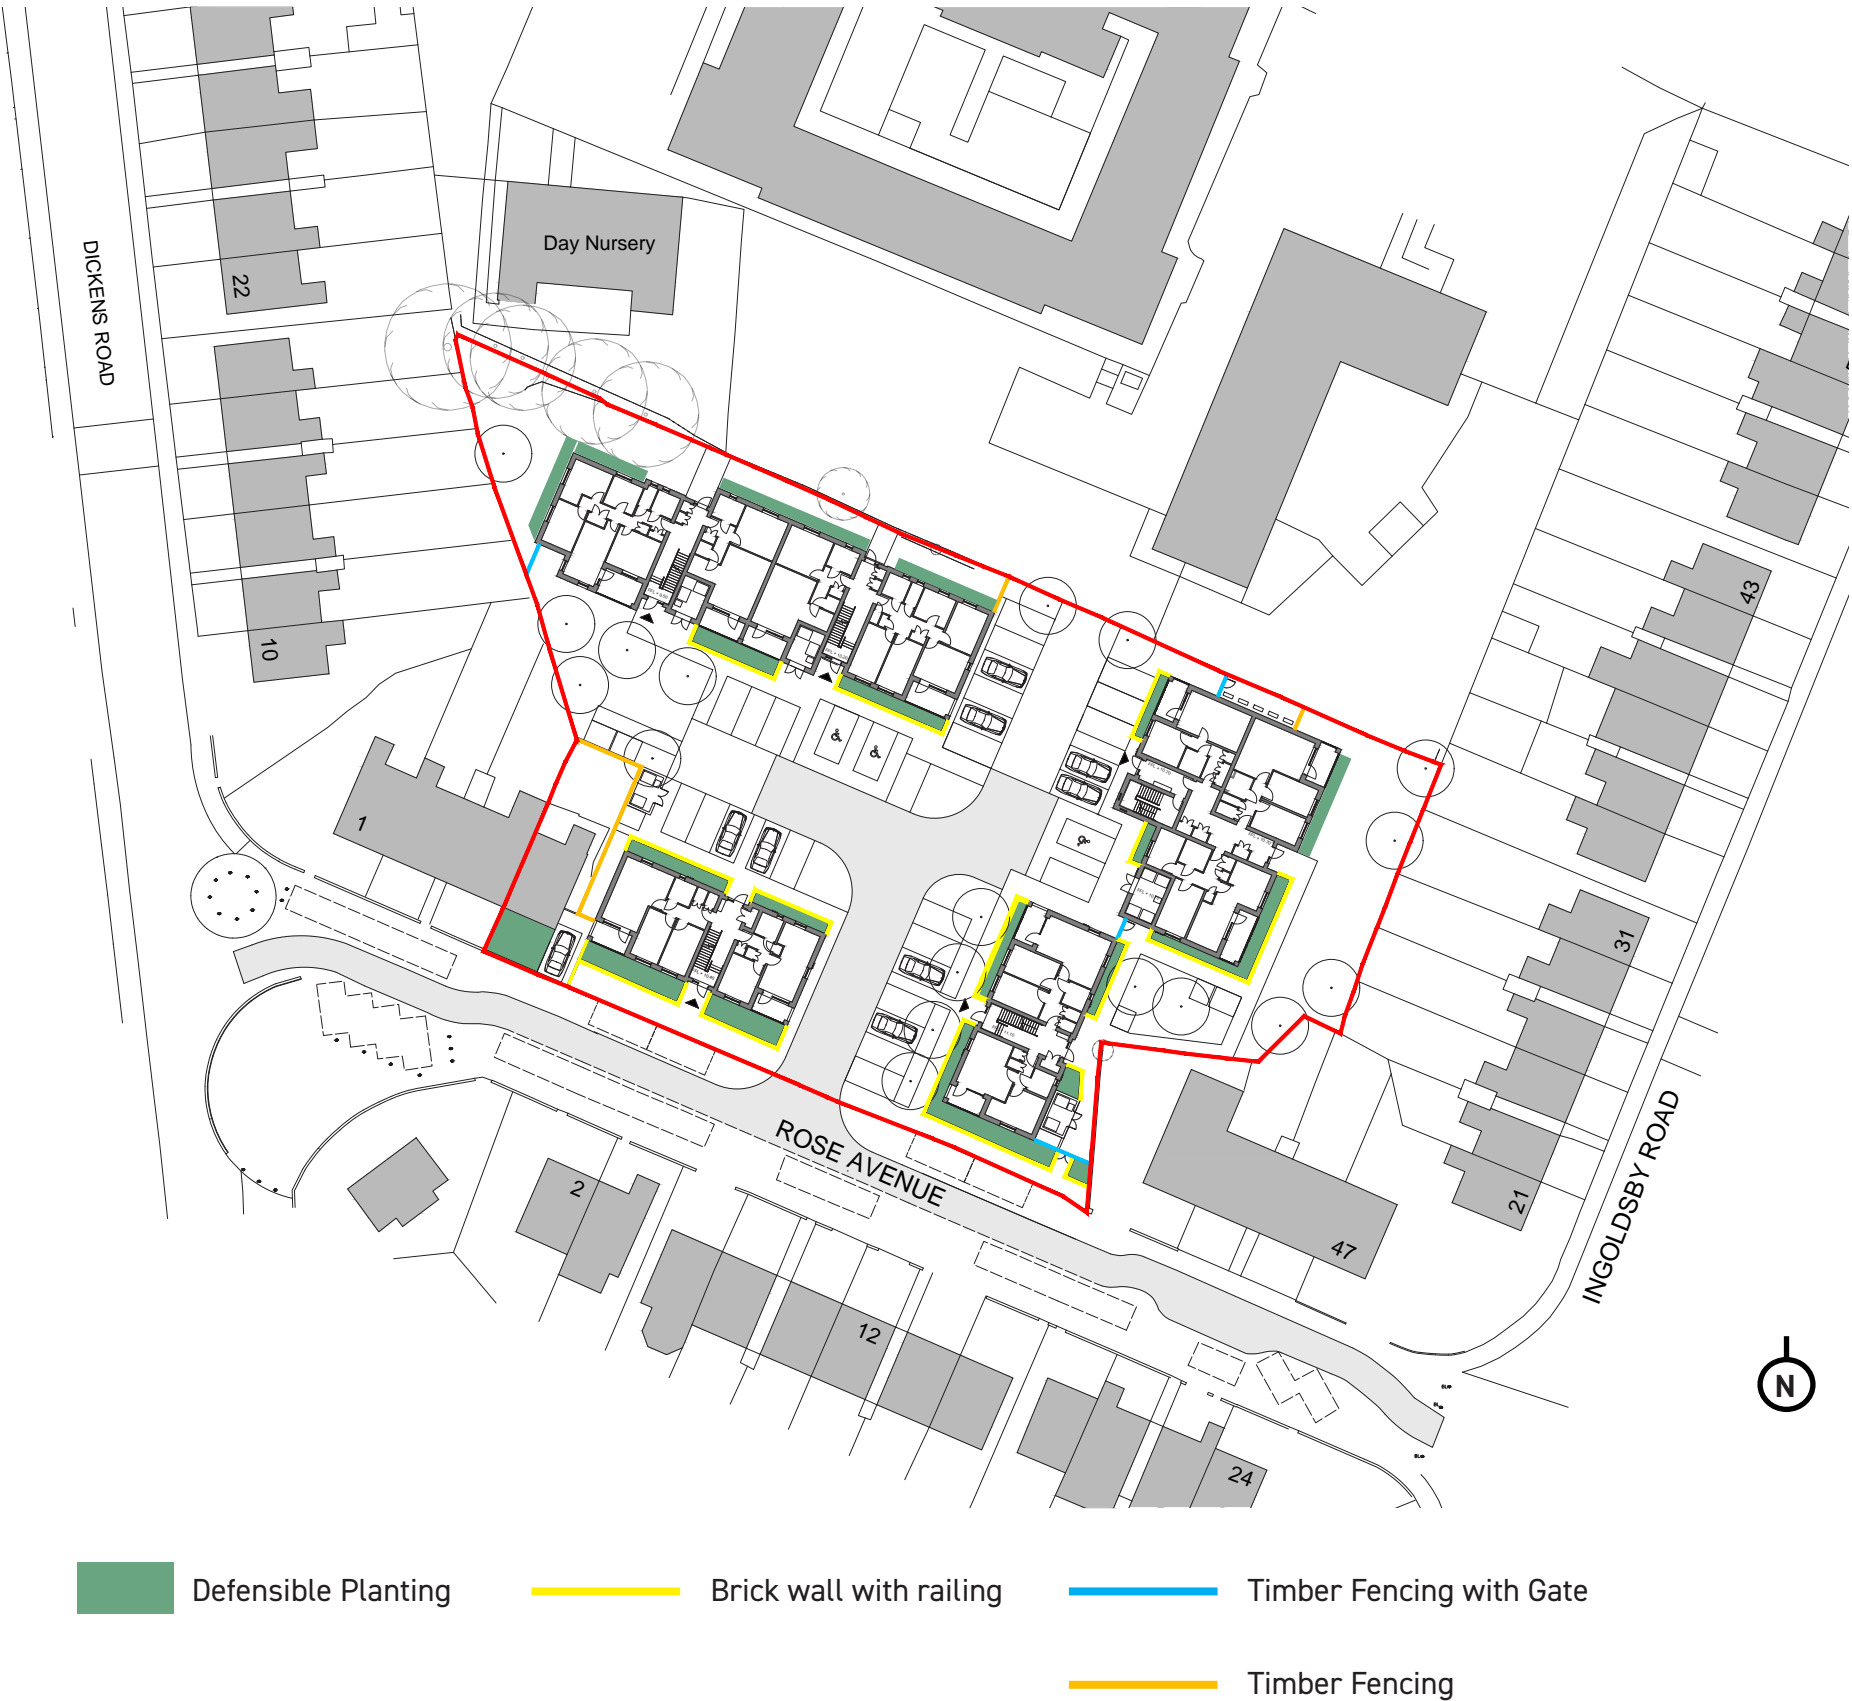 Day Nursery
DICKENS ROAD
22
10
1
43
31
21
INGOLDSBY ROAD
ROSE AVENUE
2
12
47
24
N
Defensible Planting
Brick wall with railing
Timber Fencing with Gate
Timber Fencing